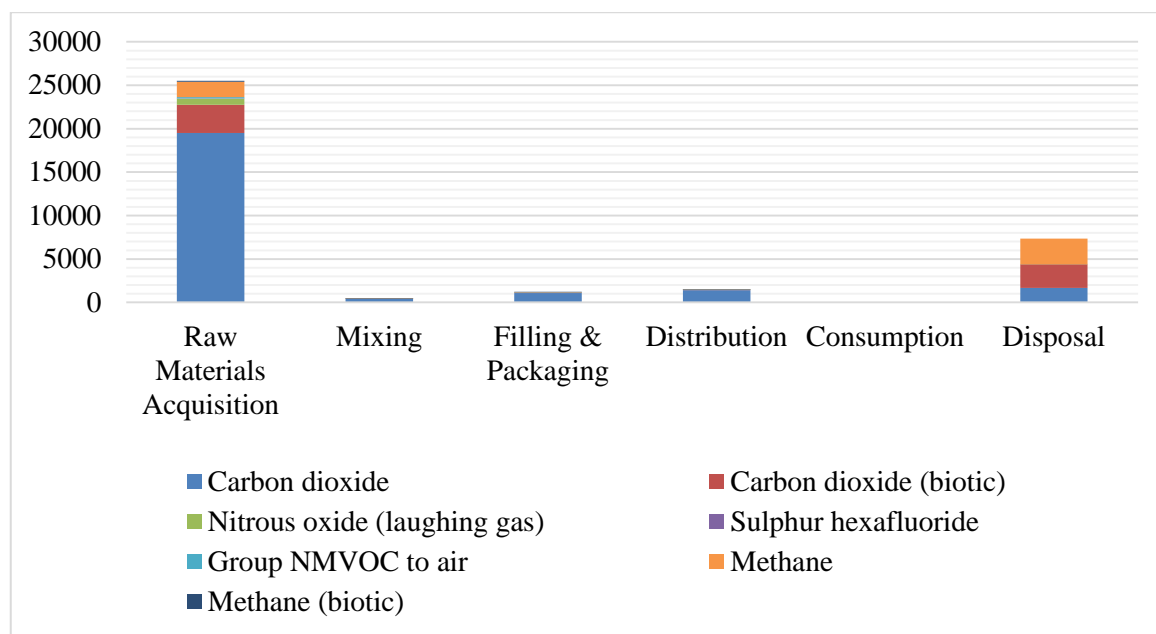 30000
25000
20000
15000
10000
5000
0
Raw
Materials
Acquisition
Mixing
Filling &
Packaging
Distribution
Consumption
Disposal
Carbon dioxide
Carbon dioxide (biotic)
Nitrous oxide (laughing gas)
Sulphur hexafluoride
Group NMVOC to air
Methane
Methane (biotic)